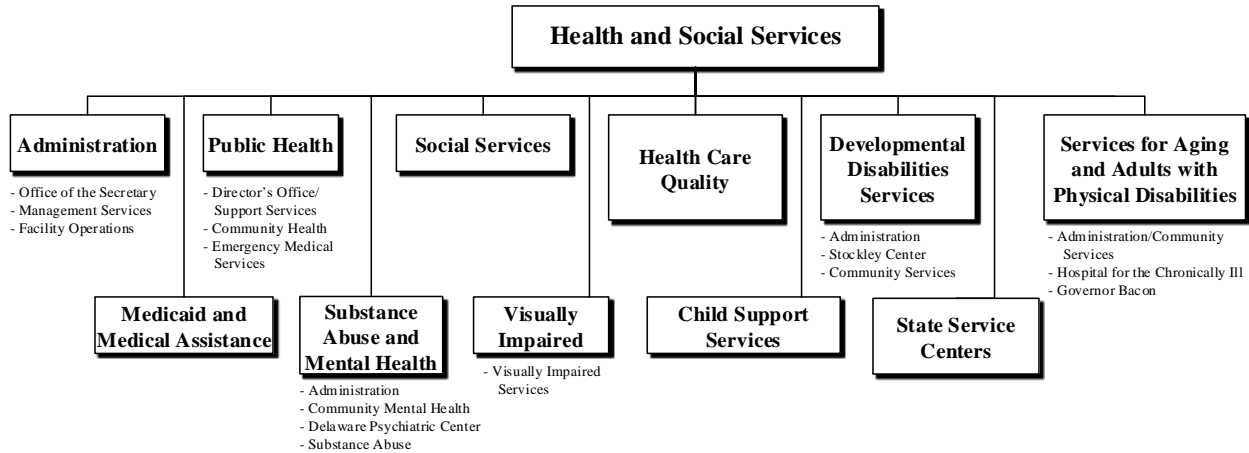 Health and Social Services
Administration
- Office of the Secretary
- Management Services
- Facility Operations
Public Health
- Director's Office/
Support Services
- Community Health
- Emergency Medical
Services
Social Services
Health Care
Quality
Developmental
Disabilities
Services
- Administration
- Stockley Center
- Community Services
Services for Aging
and Adults with
Physical Disabilities
- Administration/Community
Services
- Hospital for the Chronically Ill
- Governor Bacon
Medicaid and
Medical Assistance
Substance
Abuse and
Mental Health
- Administration
- Community Mental Health
- Delaware Psychiatric Center
- Substance Abuse
Visually
Impaired
- Visually Impaired
Services
Child Support
Services
State Service
Centers